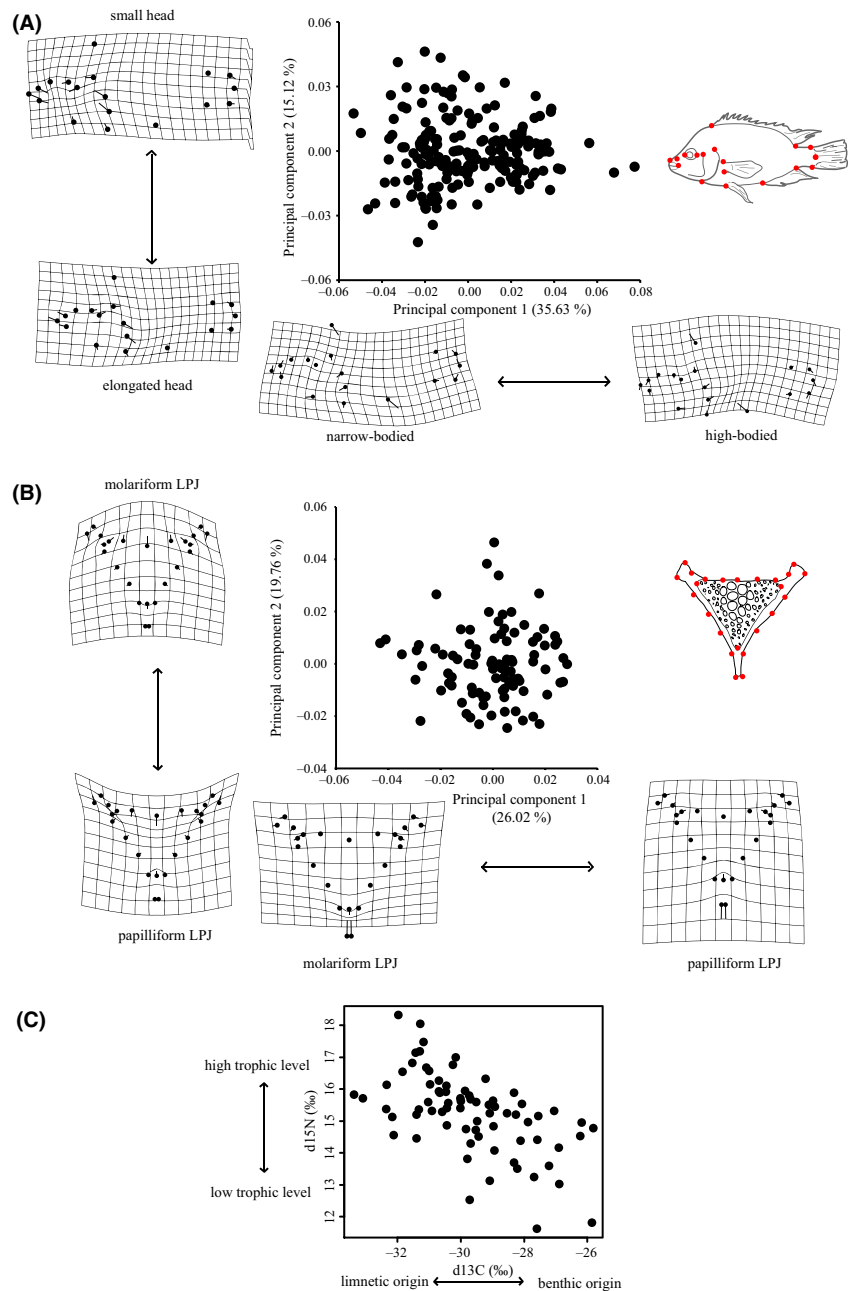 (A)
small head
elongated head
0.06
0.03
0.00
−0.03
−0.06
Principal component 2 (15.12 %)
−0.06
−0.04
−0.02
0.00
0.02
0.04
0.06
0.08
Principal component 1 (35.63 %)
narrow-bodied
high-bodied
(B)
molariform LPJ
papilliform LPJ
0.06
0.04
0.02
0.00
−0.02
−0.04
Principal component 2 (19.76 %)
−0.06
−0.04
−0.02
0.00
0.02
0.04
Principal component 1
(26.02 %)
molariform LPJ
papilliform LPJ
(C)
high trophic level
low trophic level
18
17
16
15
14
13
12
d15N (‰)
−32
−30
−28
−26
d13C (‰)
limnetic origin
benthic origin